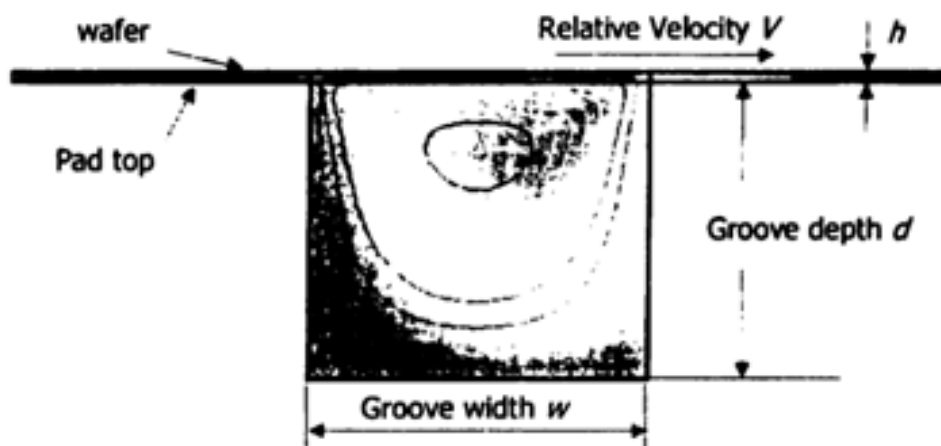 wafer
Relative Velocity V
h
Pad top
Groove depth d
Groove width w